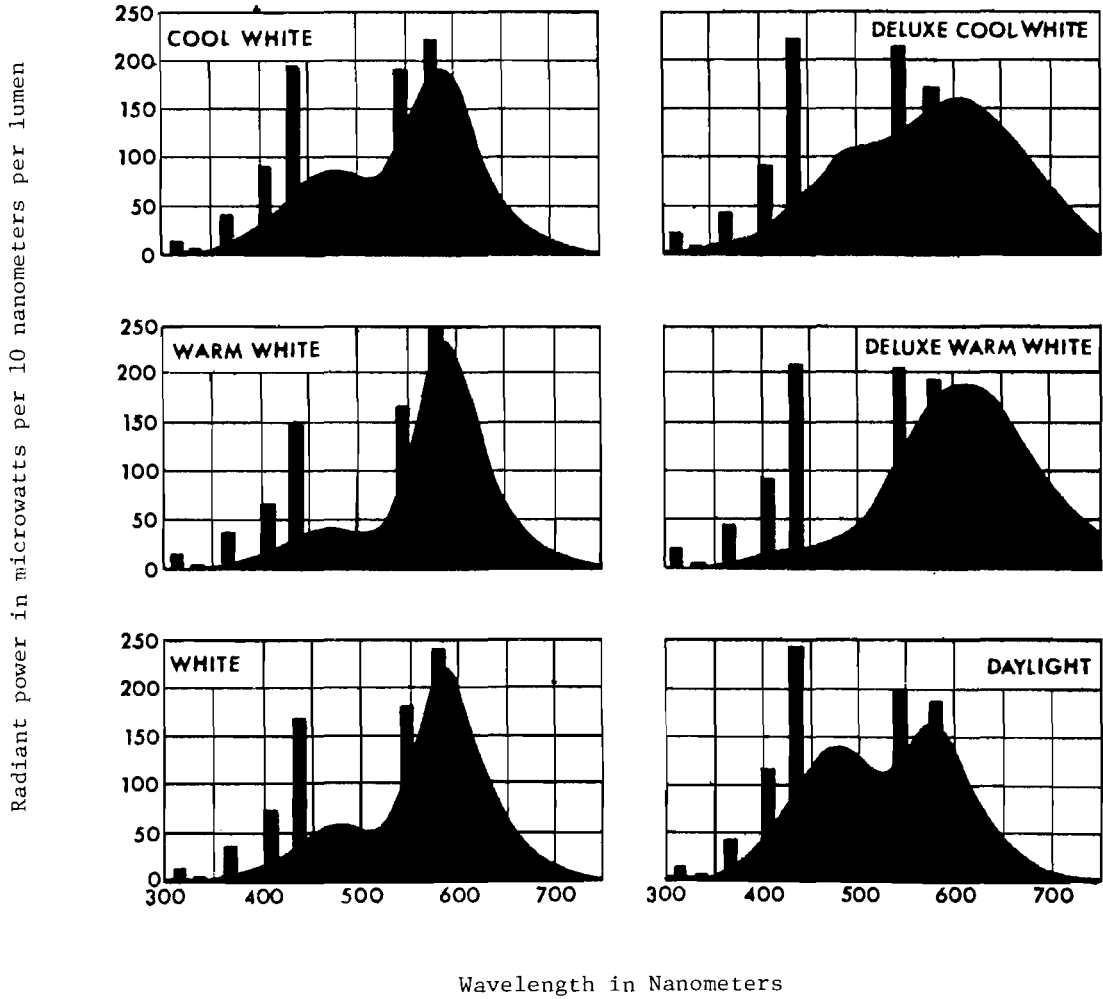 Radiant power in microwatts per 10 nanometers per lumen
250
200
150
100
50
0
COOL WHITE
DELUXE COOL WHITE
250
200
150
100
50
0
WARM WHITE
DELUXE WARM WHITE
250
200
150
100
50
0
WHITE
DAYLIGHT
300 400 500 600 700
300 400 500 600 700
Wavelength in Nanometers